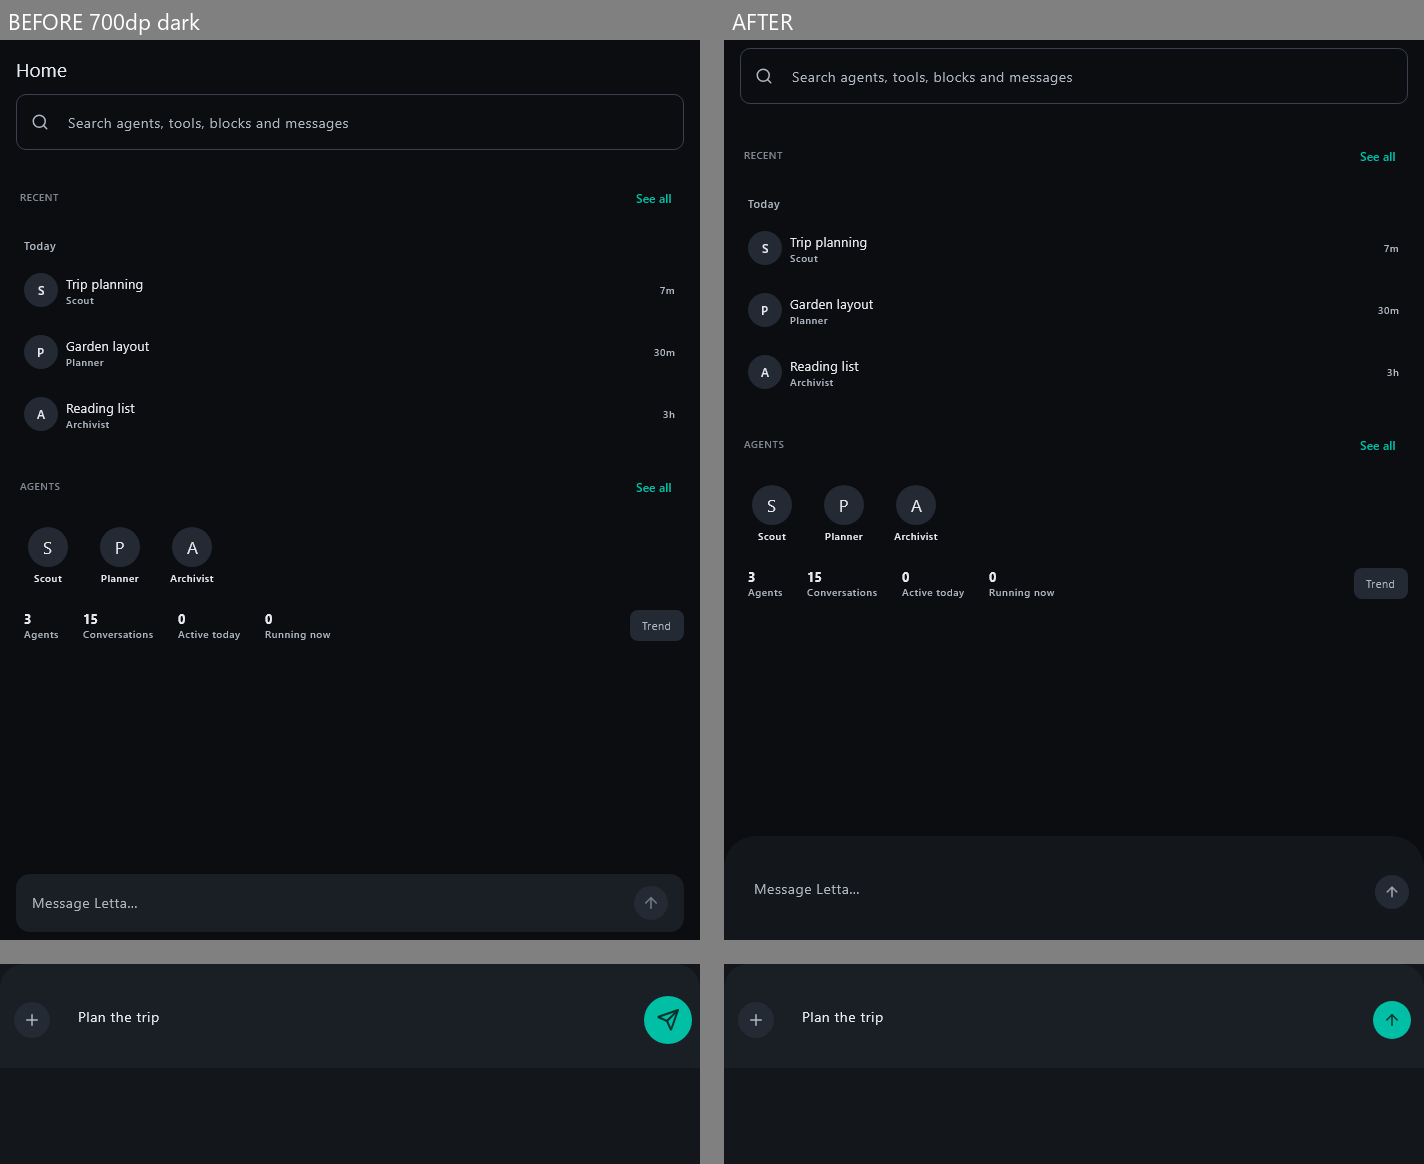 BEFORE 700dp dark
Home
Search agents, tools, blocks and messages
RECENT See all
Today
S Trip planning 7m
Scout
P Garden layout 30m
Planner
A Reading list 3h
Archivist
AGENTS See all
S P A
Scout Planner Archivist
3 15 0 0
Agents Conversations Active today Running now Trend
Message Letta...
Plan the trip
AFTER
Search agents, tools, blocks and messages
RECENT See all
Today
S Trip planning 7m
Scout
P Garden layout 30m
Planner
A Reading list 3h
Archivist
AGENTS See all
S P A
Scout Planner Archivist
3 15 0 0
Agents Conversations Active today Running now Trend
Message Letta...
Plan the trip